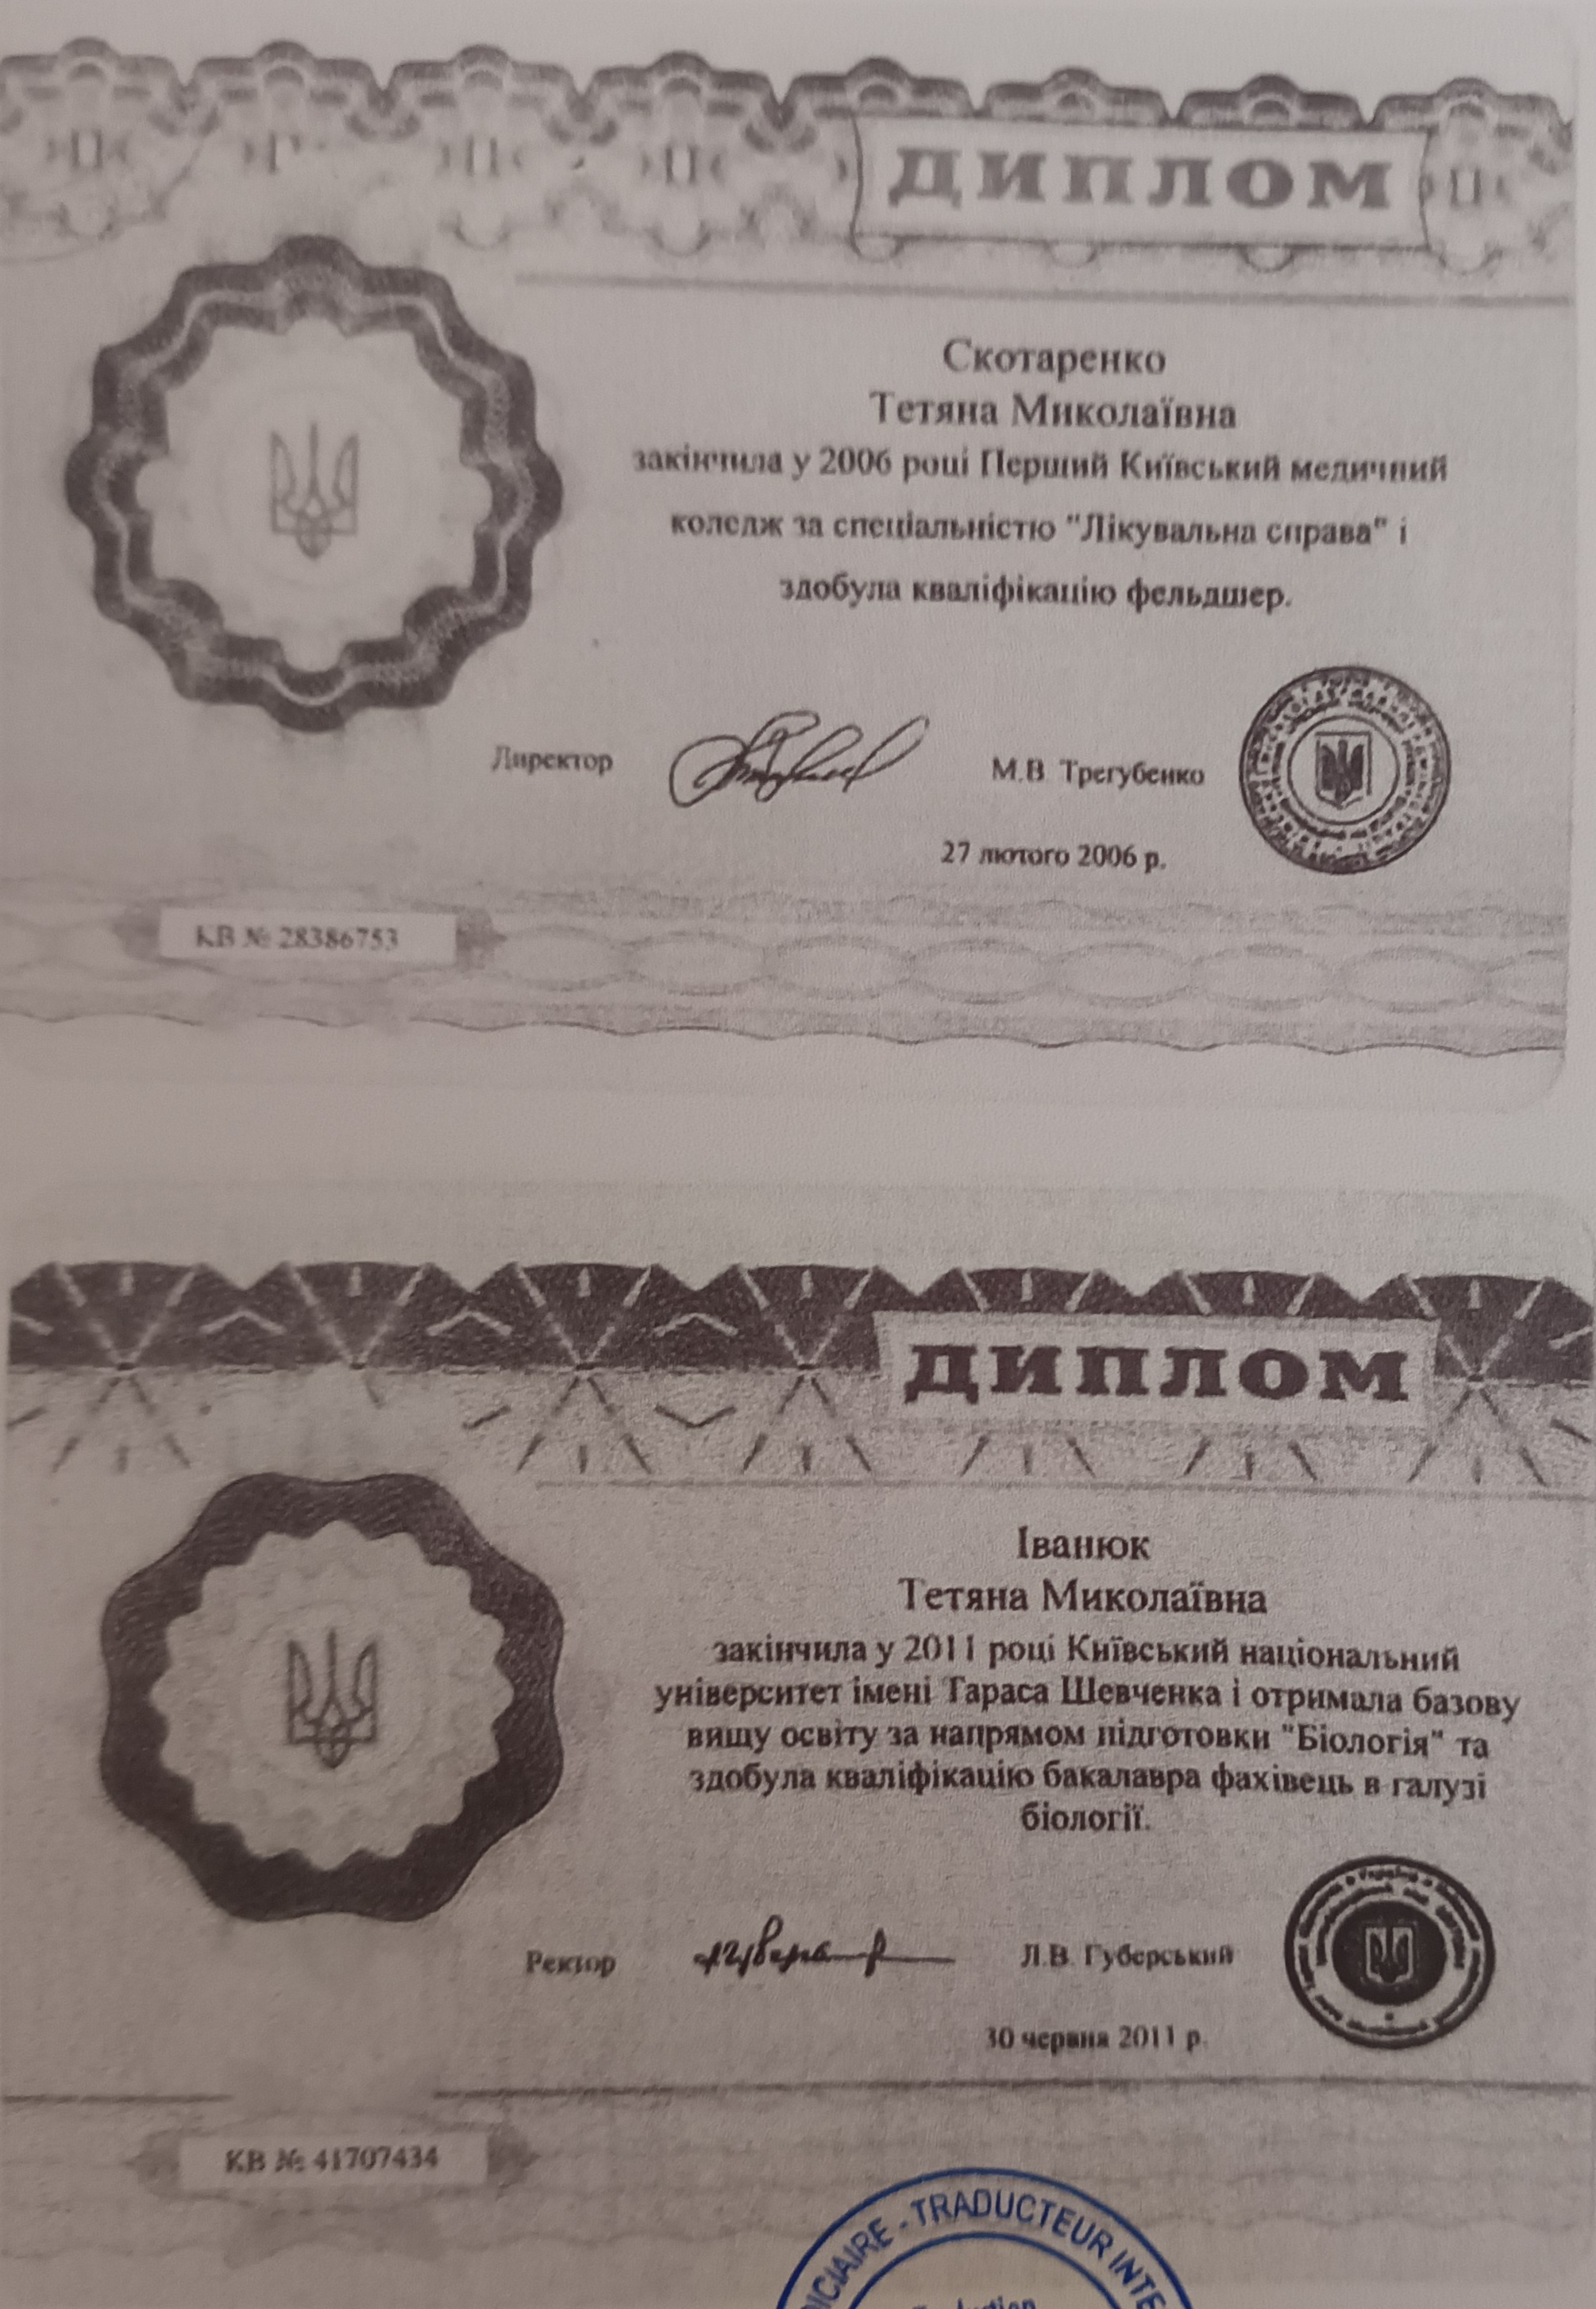 ДИПЛОМ
Скотаренко
Тетяна Миколаївна
закінчила у 2006 році Перший Київський медичний
коледж за спеціальністю "Лікувальна справа" і
здобула кваліфікацію фельдшер.
Директор М.В. Трегубенко
27 лютого 2006 р.
КВ № 28386753
ДИПЛОМ
Іванюк
Тетяна Миколаївна
закінчила у 2011 році Київський національний
університет імені Тараса Шевченка і отримала базову
вищу освіту за напрямом підготовки "Біологія" та
здобула кваліфікацію бакалавра фахівець в галузі
біології.
Ректор Л.В. Губерський
30 червня 2011 р.
КВ № 41707434
- TRADUCTEUR